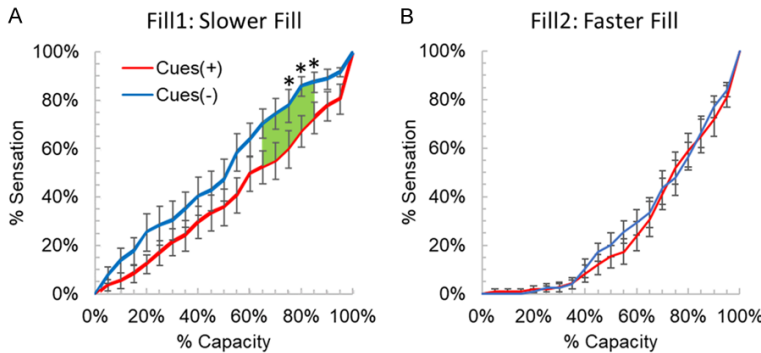 A
Fill1: Slower Fill
100%
80%
60%
40%
20%
0%
% Sensation
Cues(+)
Cues(-)
* * *
0% 20% 40% 60% 80% 100%
% Capacity
B
Fill2: Faster Fill
100%
80%
60%
40%
20%
0%
% Sensation
0% 20% 40% 60% 80% 100%
% Capacity